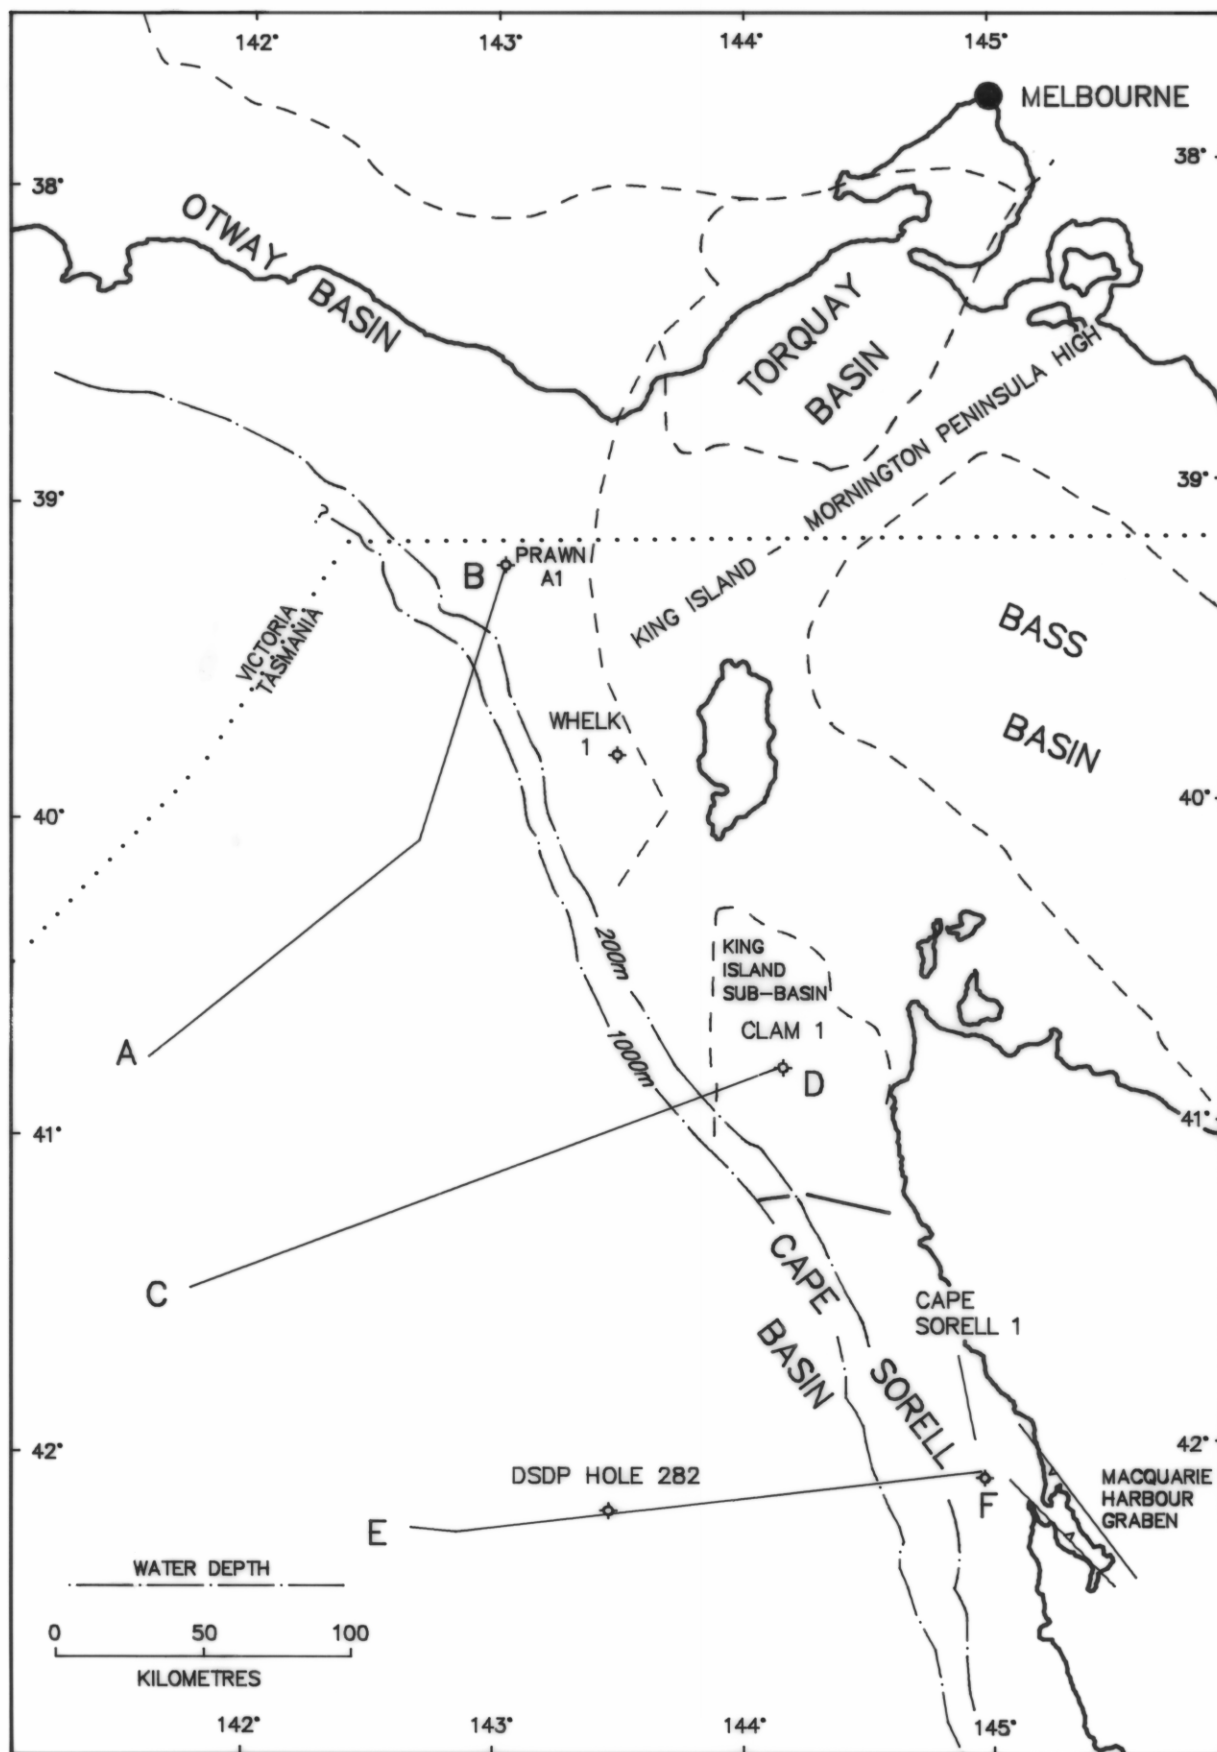 142° 143° 144° 145°
MELBOURNE
38° 38°
OTWAY
BASIN
TORQUAY
BASIN
KING ISLAND – MORNINGTON PENINSULA HIGH
39° 39°
?
B
PRAWN
A1
VICTORIA
TASMANIA
BASS
BASIN
WHELK
1
40° 40°
200m
1000m
KING
ISLAND
SUB-BASIN
CLAM 1
A
D
41° 41°
C
CAPE
SORELL
BASIN
CAPE
SORELL 1
42° 42°
DSDP HOLE 282
MACQUARIE
HARBOUR
GRABEN
E
F
WATER DEPTH
0 50 100
KILOMETRES
142° 143° 144° 145°